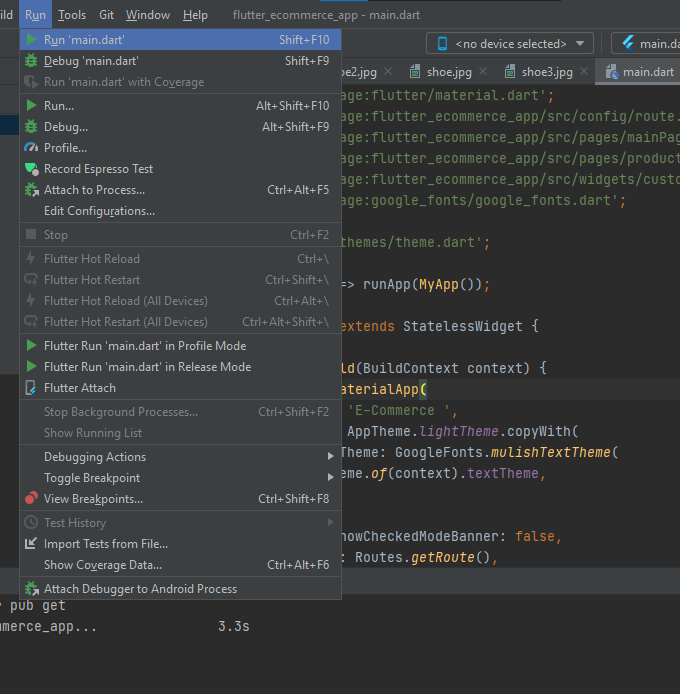 ild Run Tools Git Window Help flutter_ecommerce_app - main.dart
<no device selected> main.da
Run 'main.dart' Shift+F10
Debug 'main.dart' Shift+F9
Run 'main.dart' with Coverage
Run... Alt+Shift+F10
Debug... Alt+Shift+F9
Profile...
Record Espresso Test
Attach to Process... Ctrl+Alt+F5
Edit Configurations...
Stop Ctrl+F2
Flutter Hot Reload Ctrl+\
Flutter Hot Restart Ctrl+Shift+\
Flutter Hot Reload (All Devices) Ctrl+Alt+\
Flutter Hot Restart (All Devices) Ctrl+Alt+Shift+\
Flutter Run 'main.dart' in Profile Mode
Flutter Run 'main.dart' in Release Mode
Flutter Attach
Stop Background Processes... Ctrl+Shift+F2
Show Running List
Debugging Actions
Toggle Breakpoint
View Breakpoints... Ctrl+Shift+F8
Test History
Import Tests from File...
Show Coverage Data... Ctrl+Alt+F6
Attach Debugger to Android Process
oe2.jpg shoe.jpg shoe3.jpg main.dart
age:flutter/material.dart';
age:flutter_ecommerce_app/src/config/route.
age:flutter_ecommerce_app/src/pages/mainPag
age:flutter_ecommerce_app/src/pages/product
age:flutter_ecommerce_app/src/widgets/custo
age:google_fonts/google_fonts.dart';
themes/theme.dart';
=> runApp(MyApp());
extends StatelessWidget {
ld(BuildContext context) {
aterialApp(
'E-Commerce ',
AppTheme.lightTheme.copyWith(
Theme: GoogleFonts.mulishTextTheme(
eme.of(context).textTheme,
howCheckedModeBanner: false,
: Routes.getRoute(),
r pub get
mmerce_app... 3.3s